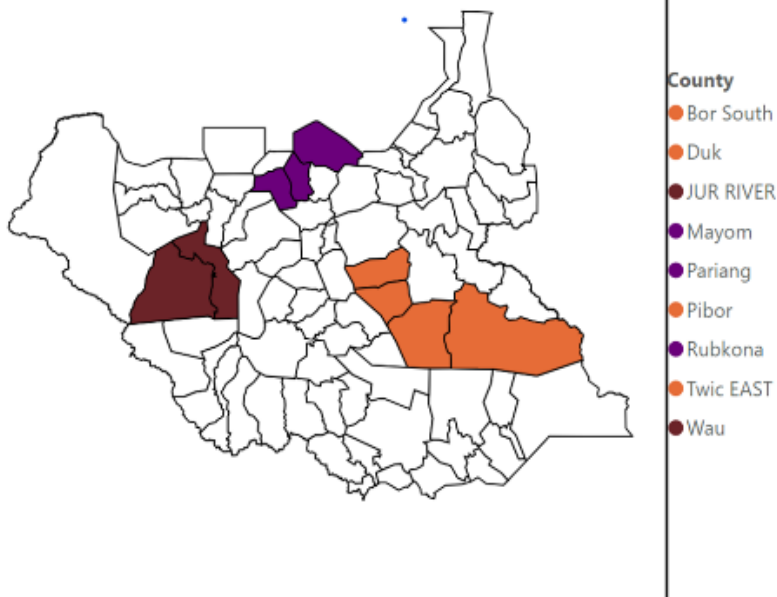 County
Bor South
Duk
JUR RIVER
Mayom
Pariang
Pibor
Rubkona
Twic EAST
Wau